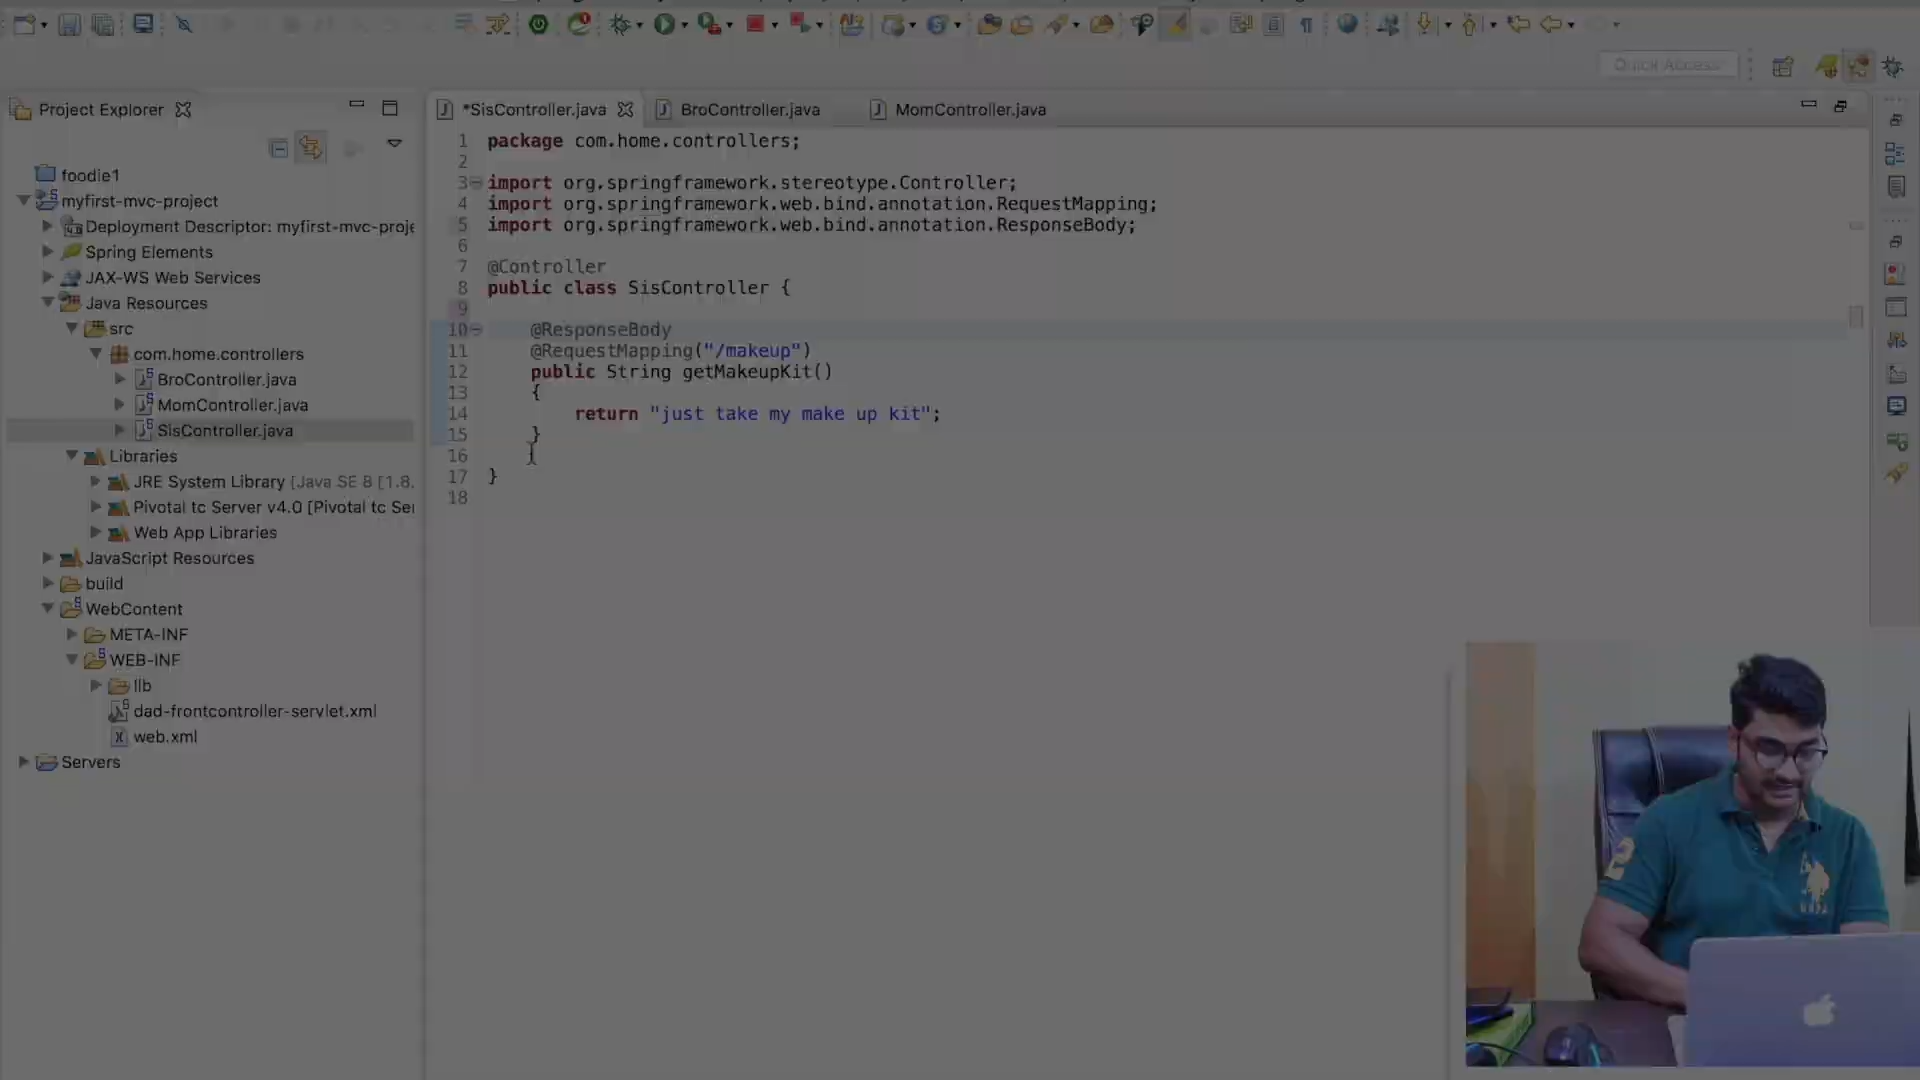 Quick Access
Project Explorer
*SisController.java
BroController.java
MomController.java
foodie1
myfirst-mvc-project
Deployment Descriptor: myfirst-mvc-proje
Spring Elements
JAX-WS Web Services
Java Resources
src
com.home.controllers
BroController.java
MomController.java
SisController.java
Libraries
JRE System Library [Java SE 8 [1.8.
Pivotal tc Server v4.0 [Pivotal tc Ser
Web App Libraries
JavaScript Resources
build
WebContent
META-INF
WEB-INF
lib
dad-frontcontroller-servlet.xml
web.xml
Servers
1 package com.home.controllers;
2
3 import org.springframework.stereotype.Controller;
4 import org.springframework.web.bind.annotation.RequestMapping;
5 import org.springframework.web.bind.annotation.ResponseBody;
6
7 @Controller
8 public class SisController {
9
10 @ResponseBody
11 @RequestMapping("/makeup")
12 public String getMakeupKit()
13 {
14 return "just take my make up kit";
15 }
16
17 }
18
2